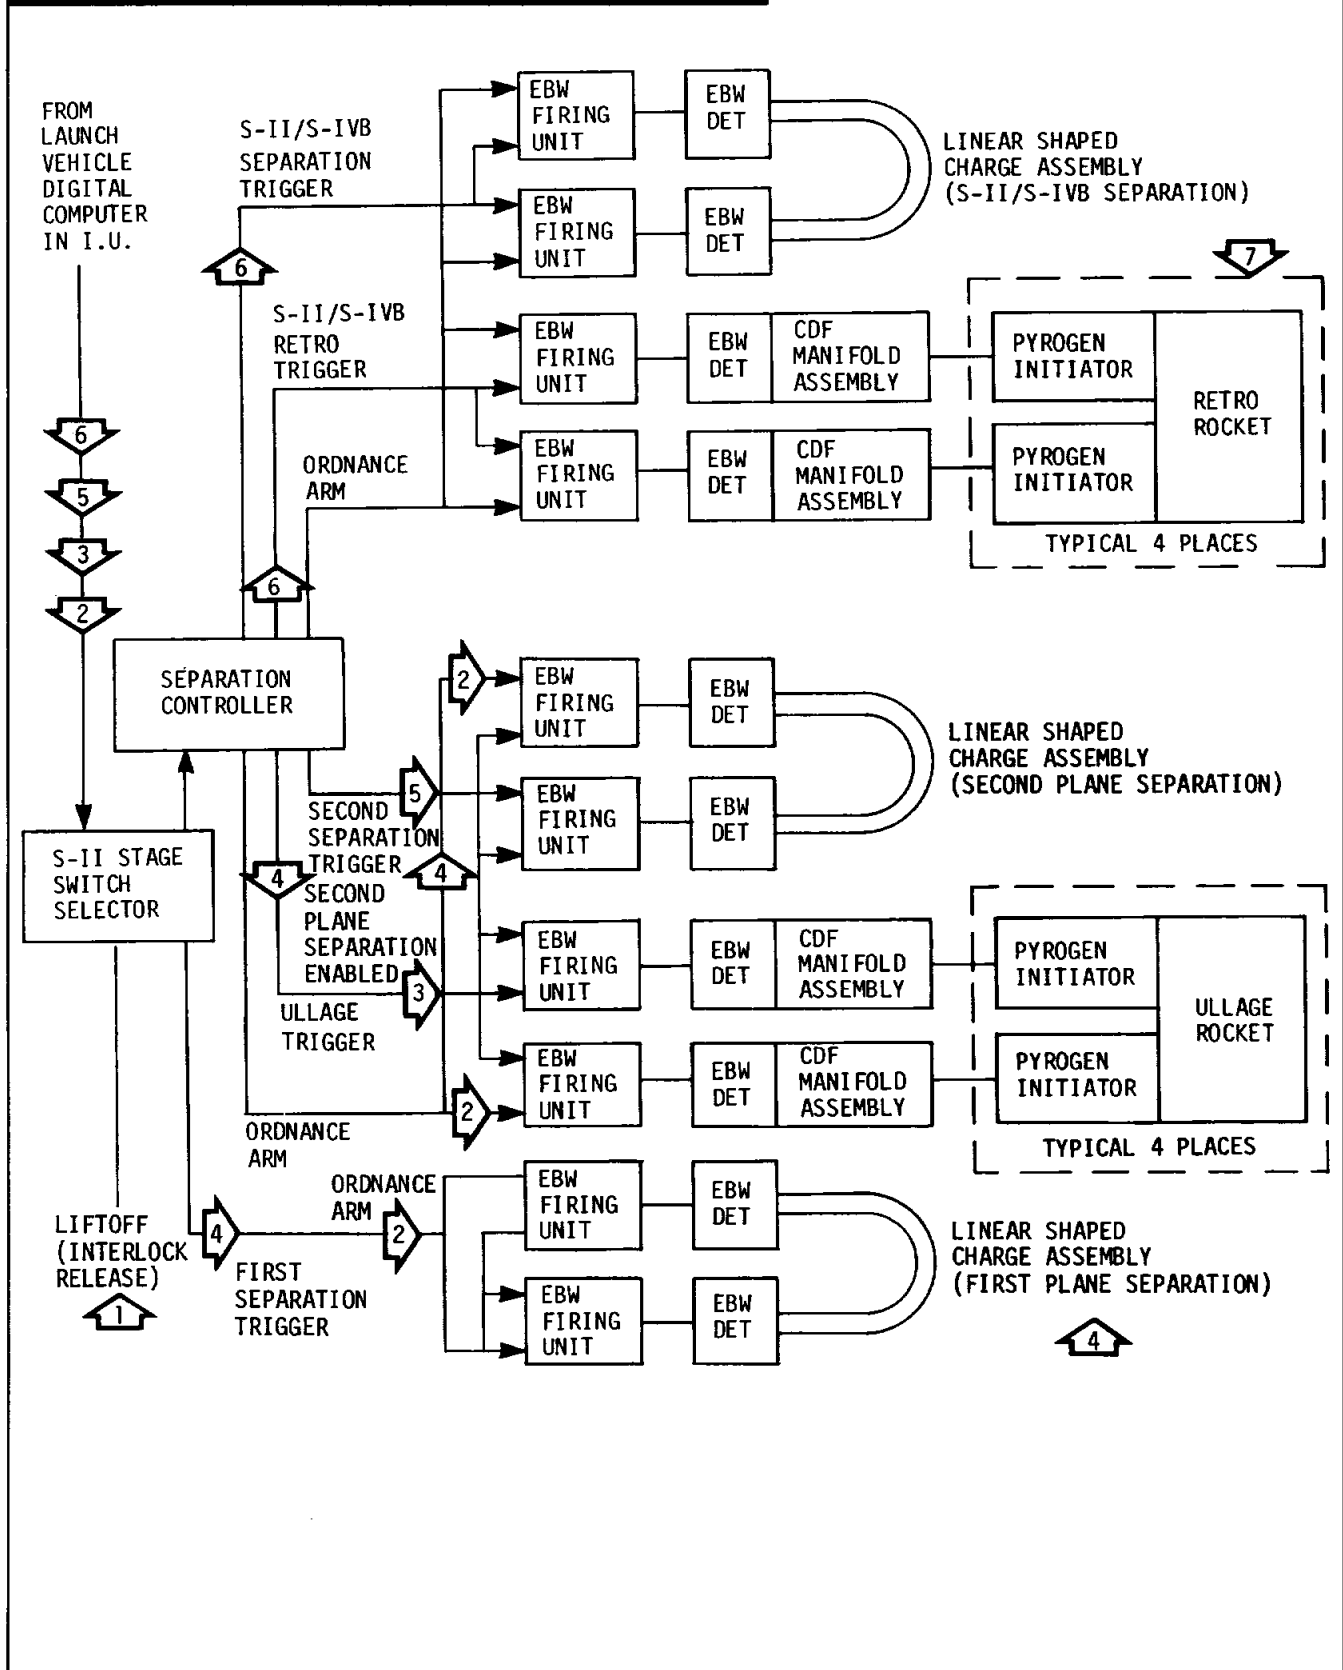 FROM
LAUNCH
VEHICLE
DIGITAL
COMPUTER
IN I.U.
S-II/S-IVB
SEPARATION
TRIGGER
6
S-II/S-IVB
RETRO
TRIGGER
ORDNANCE
ARM
6
6
5
3
2
EBW
FIRING
UNIT
EBW
DET
EBW
FIRING
UNIT
EBW
DET
LINEAR SHAPED
CHARGE ASSEMBLY
(S-II/S-IVB SEPARATION)
7
EBW
FIRING
UNIT
EBW
DET
CDF
MANIFOLD
ASSEMBLY
PYROGEN
INITIATOR
EBW
FIRING
UNIT
EBW
DET
CDF
MANIFOLD
ASSEMBLY
PYROGEN
INITIATOR
RETRO
ROCKET
TYPICAL 4 PLACES
SEPARATION
CONTROLLER
S-II STAGE
SWITCH
SELECTOR
2
5
SECOND
SEPARATION
TRIGGER
4
4
SECOND
PLANE
SEPARATION
ENABLED
3
ULLAGE
TRIGGER
2
ORDNANCE
ARM
EBW
FIRING
UNIT
EBW
DET
EBW
FIRING
UNIT
EBW
DET
LINEAR SHAPED
CHARGE ASSEMBLY
(SECOND PLANE SEPARATION)
EBW
FIRING
UNIT
EBW
DET
CDF
MANIFOLD
ASSEMBLY
PYROGEN
INITIATOR
EBW
FIRING
UNIT
EBW
DET
CDF
MANIFOLD
ASSEMBLY
PYROGEN
INITIATOR
ULLAGE
ROCKET
TYPICAL 4 PLACES
LIFTOFF
(INTERLOCK
RELEASE)
1
4
FIRST
SEPARATION
TRIGGER
ORDNANCE
ARM
2
EBW
FIRING
UNIT
EBW
DET
EBW
FIRING
UNIT
EBW
DET
LINEAR SHAPED
CHARGE ASSEMBLY
(FIRST PLANE SEPARATION)
4